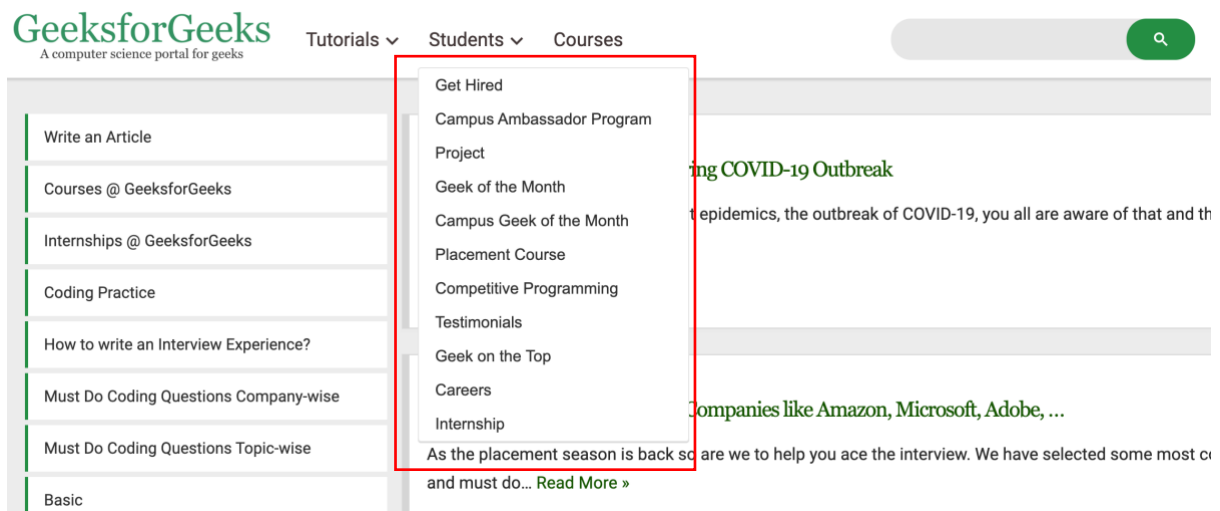 GeeksforGeeks
A computer science portal for geeks
Tutorials
Students
Courses
Get Hired
Campus Ambassador Program
Project
Geek of the Month
Campus Geek of the Month
Placement Course
Competitive Programming
Testimonials
Geek on the Top
Careers
Internship
Write an Article
Courses @ GeeksforGeeks
Internships @ GeeksforGeeks
Coding Practice
How to write an Interview Experience?
Must Do Coding Questions Company-wise
Must Do Coding Questions Topic-wise
Basic
COVID-19 Outbreak
epidemics, the outbreak of COVID-19, you all are aware of that and
Companies like Amazon, Microsoft, Adobe, …
As the placement season is back so are we to help you ace the interview. We have selected some most
and must do… Read More »